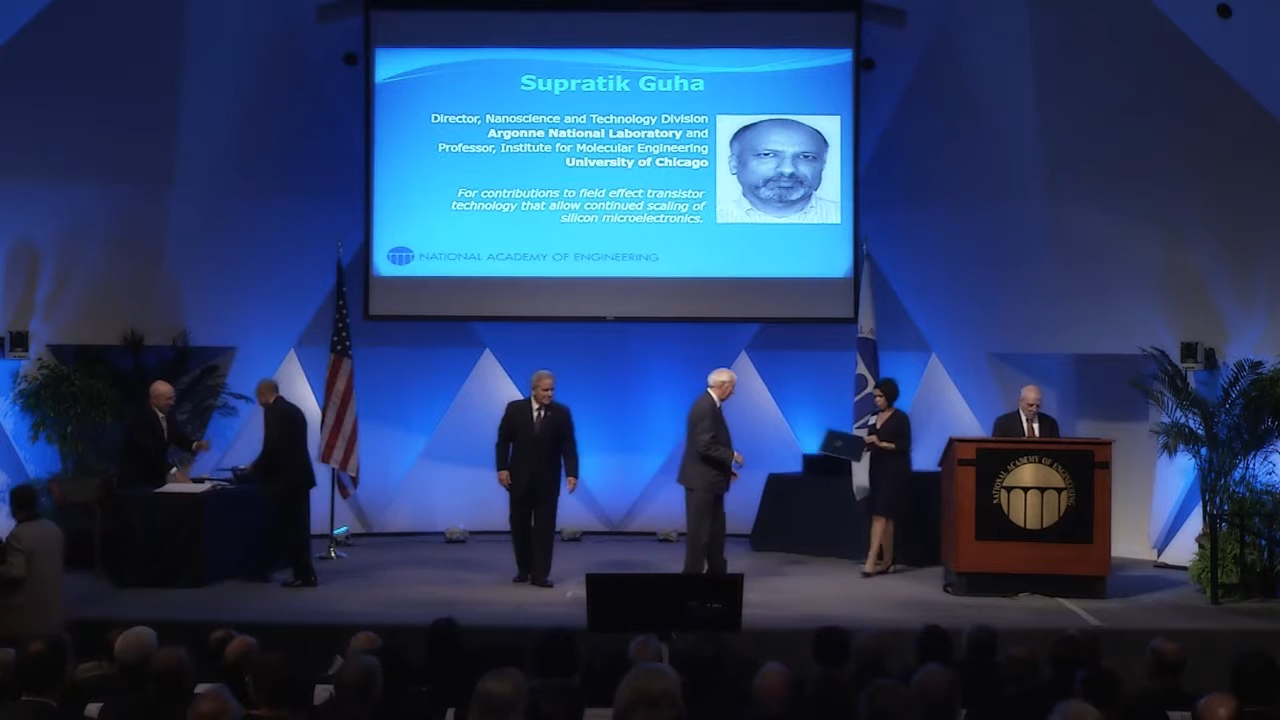 Supratik Guha
Director, Nanoscience and Technology Division
Argonne National Laboratory and
Professor, Institute for Molecular Engineering
University of Chicago
For contributions to field effect transistor
technology that allow continued scaling of
silicon microelectronics.
NATIONAL ACADEMY OF ENGINEERING
NATIONAL ACADEMY OF ENGINEERING